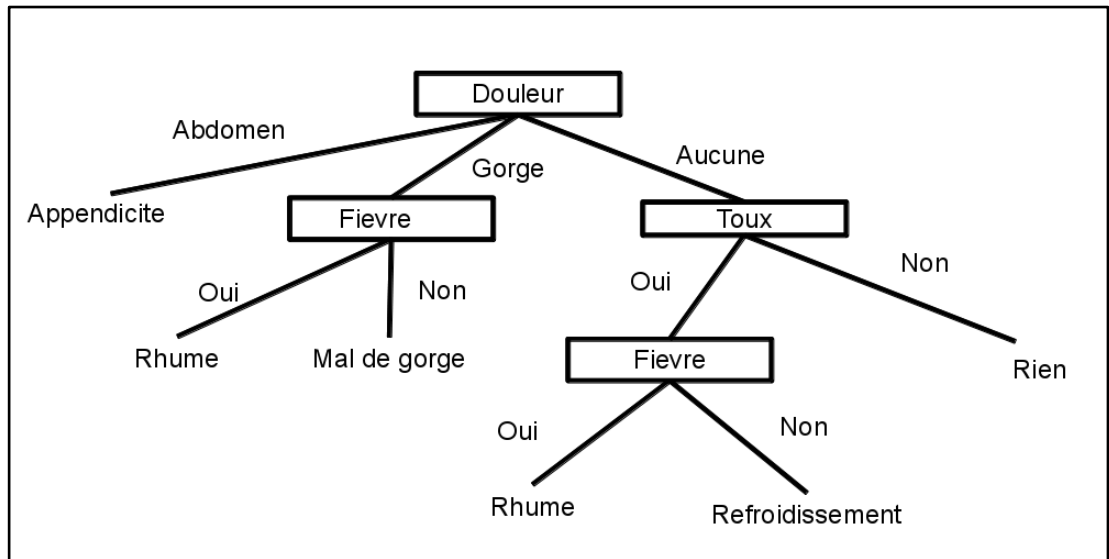 Douleur
Abdomen
Gorge
Aucune
Appendicite
Fievre
Toux
Oui
Non
Oui
Non
Rhume
Mal de gorge
Fievre
Rien
Oui
Non
Rhume
Refroidissement